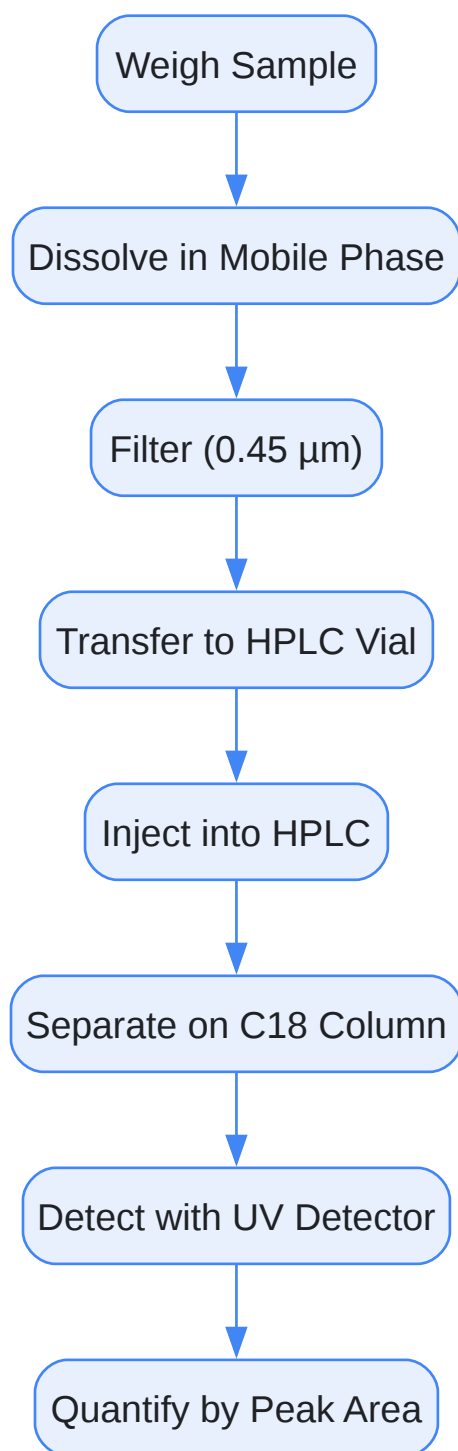 Weigh Sample
Dissolve in Mobile Phase
Filter (0.45 µm)
Transfer to HPLC Vial
Inject into HPLC
Separate on C18 Column
Detect with UV Detector
Quantify by Peak Area